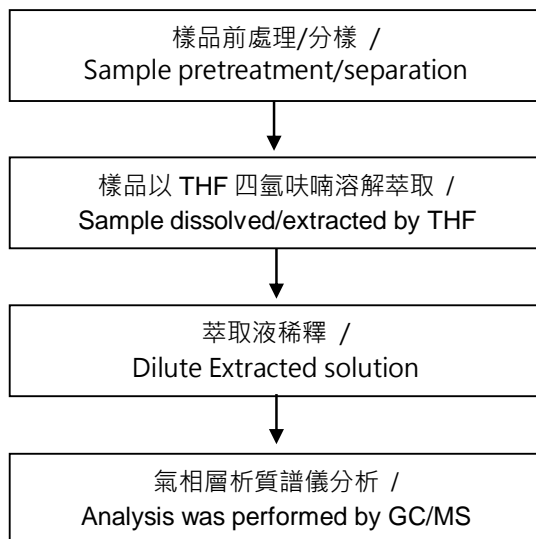 樣品前處理/分樣 /
Sample pretreatment/separation
樣品以 THF 四氫呋喃溶解萃取 /
Sample dissolved/extracted by THF
萃取液稀釋 /
Dilute Extracted solution
氣相層析質譜儀分析 /
Analysis was performed by GC/MS